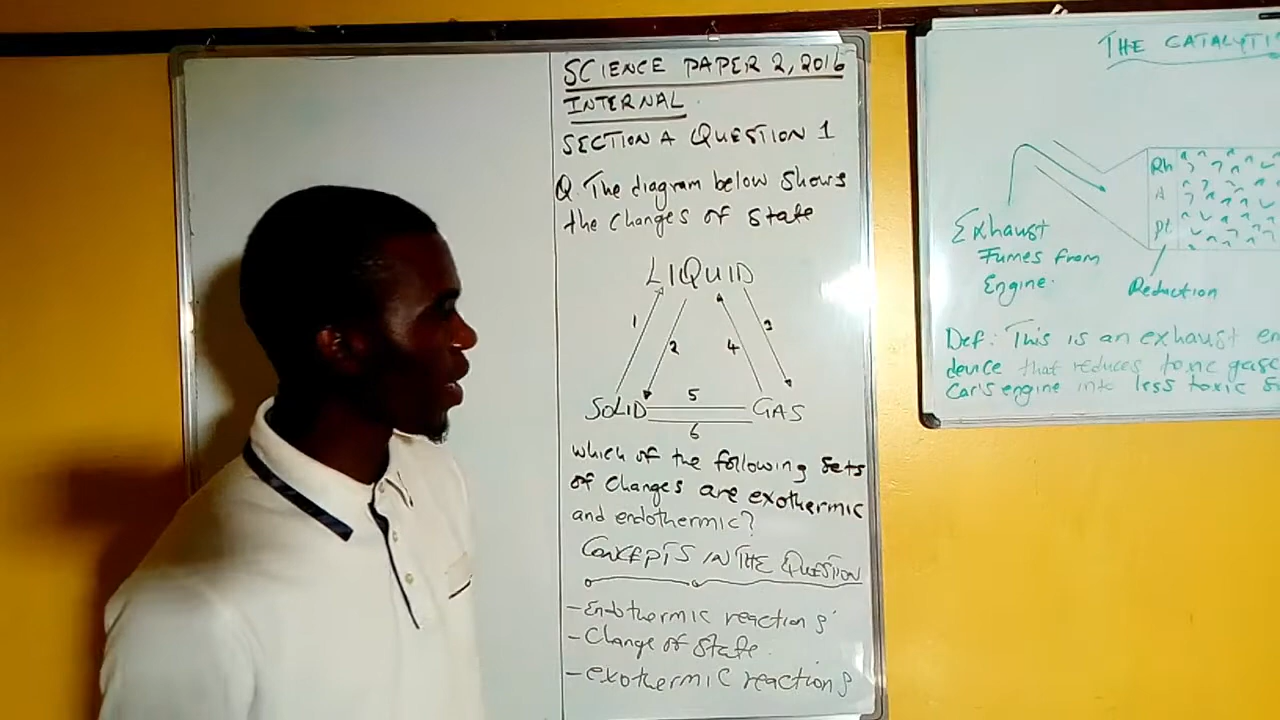 SCIENCE PAPER 2, 2016
INTERNAL
SECTION A QUESTION 1
Q. The diagram below shows
the changes of state
LIQUID
1
2
4
3
SOLID
5
GAS
6
which of the following sets
of changes are exothermic
and endothermic?
CONCEPTS IN THE QUESTION
- Endothermic reactions
- Change of state.
- exothermic reactions
THE CATALYTI
Rh
A
Pt
Exhaust
Fumes from
Engine.
Reduction
Def: This is an exhaust
device that reduces toxic
Car's engine into less toxic